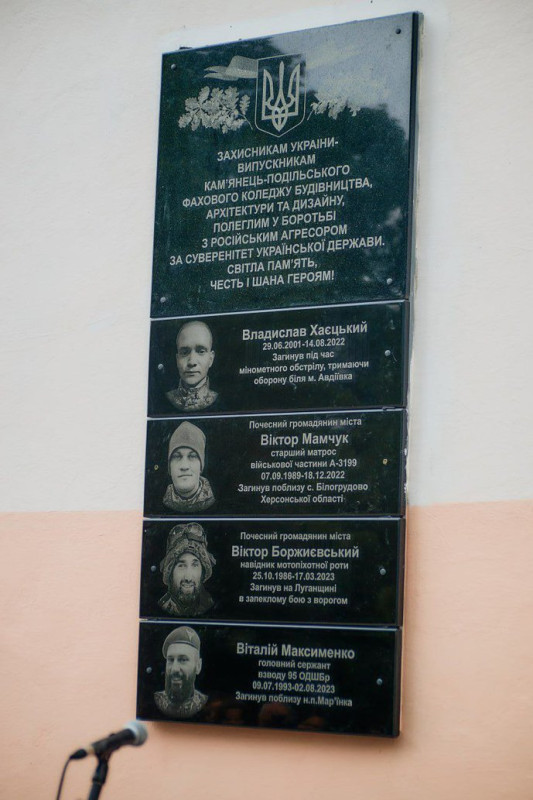 ЗАХИСНИКАМ УКРАЇНИ-
ВИПУСКНИКАМ
КАМ'ЯНЕЦЬ-ПОДІЛЬСЬКОГО
ФАХОВОГО КОЛЕДЖУ БУДІВНИЦТВА,
АРХІТЕКТУРИ ТА ДИЗАЙНУ,
ПОЛЕГЛИМ У БОРОТЬБІ
З РОСІЙСЬКИМ АГРЕСОРОМ
ЗА СУВЕРЕНІТЕТ УКРАЇНСЬКОЇ ДЕРЖАВИ.
СВІТЛА ПАМ'ЯТЬ,
ЧЕСТЬ І ШАНА ГЕРОЯМ!
Владислав Хаєцький
29.06.2001-14.08.2022
Загинув під час
мінометного обстрілу, тримаючи
оборону біля м. Авдіївка
Почесний громадянин міста
Віктор Мамчук
старший матрос
військової частини А-3199
07.09.1989-18.12.2022
Загинув поблизу с. Білогрудово
Херсонської області
Почесний громадянин міста
Віктор Боржиєвський
навідник мотопіхотної роти
25.10.1986-17.03.2023
Загинув на Луганщині
в запеклому бою з ворогом
Віталій Максименко
головний сержант
взводу 95 ОДШБр
09.07.1993-02.08.2023
Загинув поблизу н.п.Мар'їнка